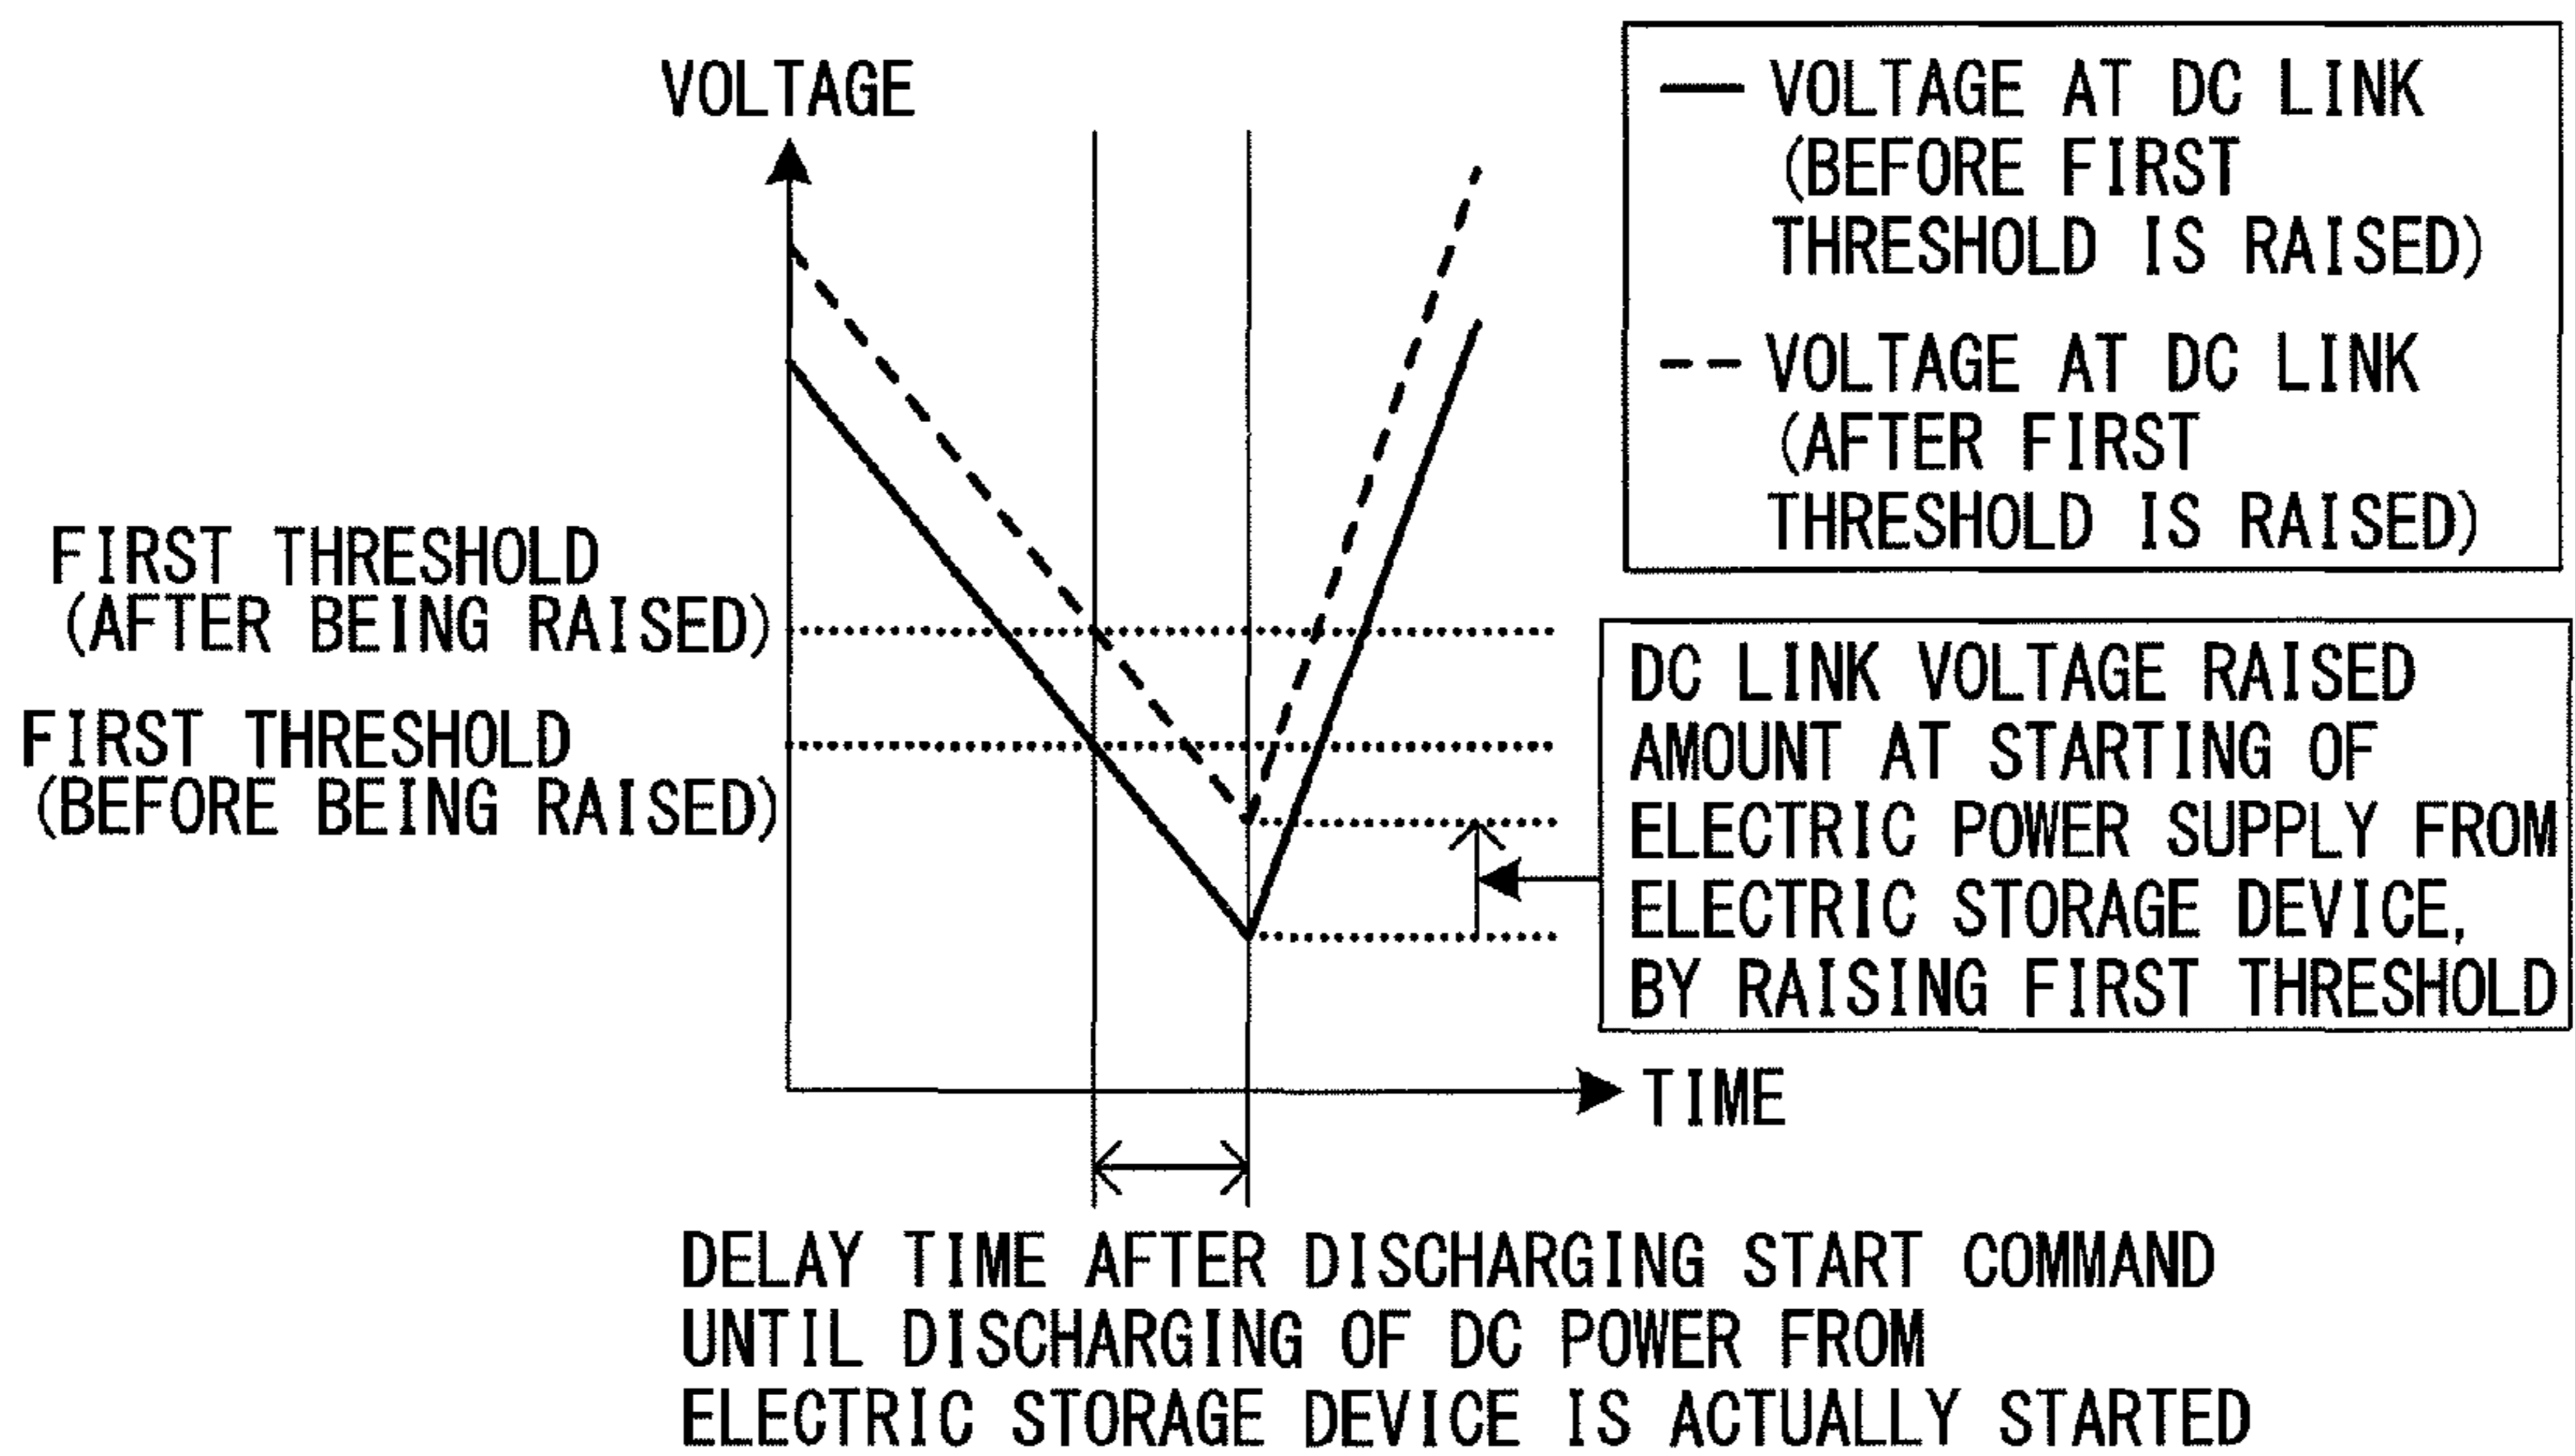 VOLTAGE
VOLTAGE AT DC LINK
(BEFORE FIRST
THRESHOLD IS RAISED)
VOLTAGE AT DC LINK
(AFTER FIRST
THRESHOLD IS RAISED)
FIRST THRESHOLD
(AFTER BEING RAISED)
FIRST THRESHOLD
(BEFORE BEING RAISED)
DC LINK VOLTAGE RAISED
AMOUNT AT STARTING OF
ELECTRIC POWER SUPPLY FROM
ELECTRIC STORAGE DEVICE,
BY RAISING FIRST THRESHOLD
TIME
DELAY TIME AFTER DISCHARGING START COMMAND
UNTIL DISCHARGING OF DC POWER FROM
ELECTRIC STORAGE DEVICE IS ACTUALLY STARTED